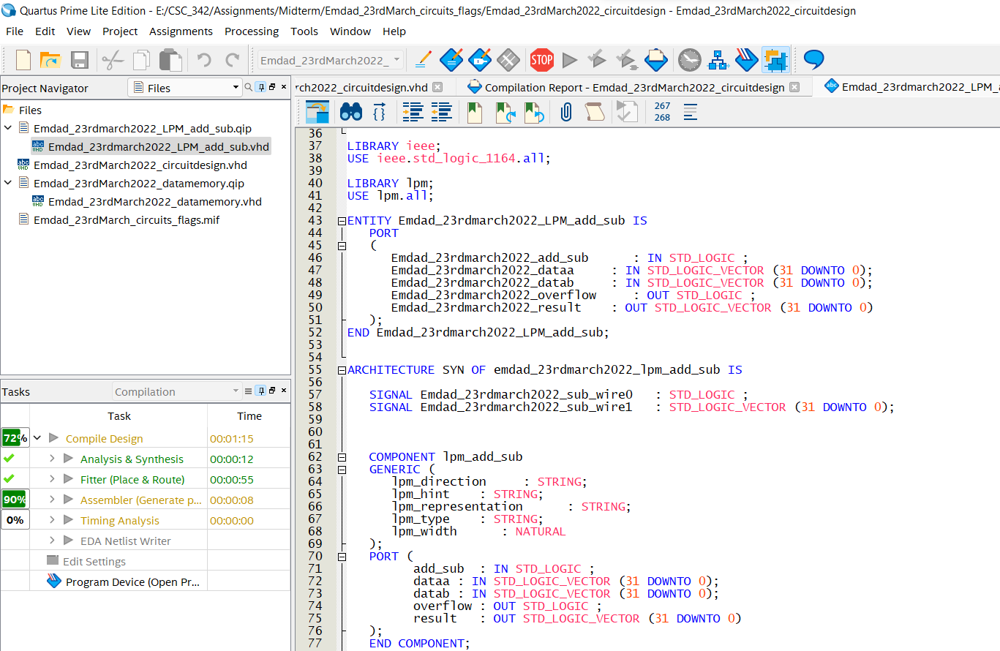 Quartus Prime Lite Edition - E:/CSC_342/Assignments/Midterm/Emdad_23rdMarch_circuits_flags/Emdad_23rdMarch2022_circuitdesign - Emdad_23rdMarch2022_circuitdesign
File Edit View Project Assignments Processing Tools Window Help
Emdad_23rdMarch2022_
STOP
Project Navigator
Files
rch2022_circuitdesign.vhd
Compilation Report - Emdad_23rdMarch2022_circuitdesign
abc
Emdad_23rdmarch2022_LPM_a
Files
Emdad_23rdmarch2022_LPM_add_sub.qip
abc VHD Emdad_23rdmarch2022_LPM_add_sub.vhd
abc VHD Emdad_23rdMarch2022_circuitdesign.vhd
Emdad_23rdMarch2022_datamemory.qip
abc VHD Emdad_23rdMarch2022_datamemory.vhd
Emdad_23rdMarch_circuits_flags.mif
Tasks
Compilation
Task Time
72% Compile Design 00:01:15
Analysis & Synthesis 00:00:12
Fitter (Place & Route) 00:00:55
90% Assembler (Generate p... 00:00:08
0% Timing Analysis 00:00:00
EDA Netlist Writer
Edit Settings
Program Device (Open Pr...
267
268
36
37 LIBRARY ieee;
38 USE ieee.std_logic_1164.all;
39
40 LIBRARY lpm;
41 USE lpm.all;
42
43 ENTITY Emdad_23rdmarch2022_LPM_add_sub IS
44 PORT
45 (
46 Emdad_23rdmarch2022_add_sub : IN STD_LOGIC ;
47 Emdad_23rdmarch2022_dataa : IN STD_LOGIC_VECTOR (31 DOWNTO 0);
48 Emdad_23rdmarch2022_datab : IN STD_LOGIC_VECTOR (31 DOWNTO 0);
49 Emdad_23rdmarch2022_overflow : OUT STD_LOGIC ;
50 Emdad_23rdmarch2022_result : OUT STD_LOGIC_VECTOR (31 DOWNTO 0)
51 );
52 END Emdad_23rdmarch2022_LPM_add_sub;
53
54
55 ARCHITECTURE SYN OF emdad_23rdmarch2022_lpm_add_sub IS
56
57 SIGNAL Emdad_23rdmarch2022_sub_wire0 : STD_LOGIC ;
58 SIGNAL Emdad_23rdmarch2022_sub_wire1 : STD_LOGIC_VECTOR (31 DOWNTO 0);
59
60
61
62 COMPONENT lpm_add_sub
63 GENERIC (
64 lpm_direction : STRING;
65 lpm_hint : STRING;
66 lpm_representation : STRING;
67 lpm_type : STRING;
68 lpm_width : NATURAL
69 );
70 PORT (
71 add_sub : IN STD_LOGIC ;
72 dataa : IN STD_LOGIC_VECTOR (31 DOWNTO 0);
73 datab : IN STD_LOGIC_VECTOR (31 DOWNTO 0);
74 overflow : OUT STD_LOGIC ;
75 result : OUT STD_LOGIC_VECTOR (31 DOWNTO 0)
76 );
77 END COMPONENT;